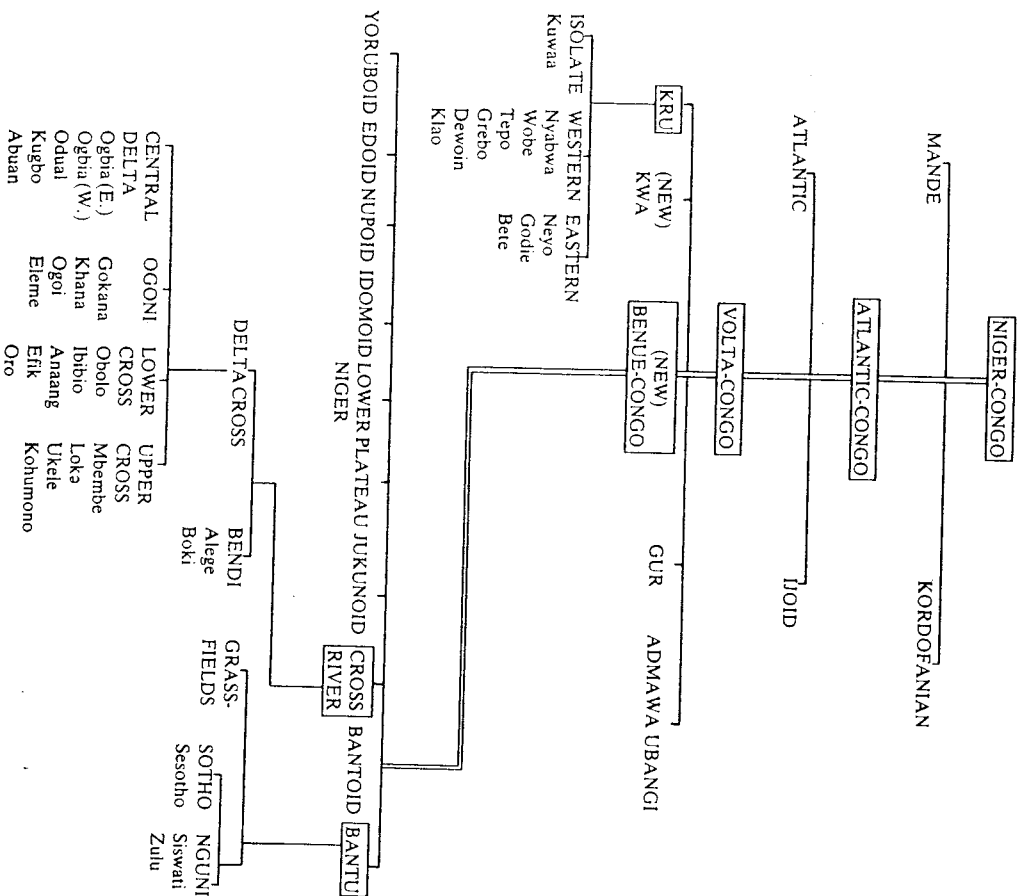 NIGER-CONGO
MANDE
KORDOFANIAN
ATLANTIC-CONGO
ATLANTIC
IJOID
VOLTA-CONGO
KRU
(NEW)
KWA
(NEW)
BENUE-CONGO
GUR
ADMAWA UBANGI
ISOLATE
Kuwaa
WESTERN
Nyabwa
Wobe
Tepo
Grebo
Dewoin
Klao
EASTERN
Neyo
Godie
Bete
YORUBOID
EDOID
NUPOID
IDOMOID
LOWER
NIGER
PLATEAU
JUKUNOID
CROSS
RIVER
BANTOID
BANTU
DELTA CROSS
BENDI
Alege
Boki
GRASS-
FIELDS
SOTHO
Sesotho
NGUNI
Siswati
Zulu
CENTRAL
DELTA
Ogbia (E.)
Ogbia (W.)
Odual
Kugbo
Abuan
OGONI
Gokana
Khana
Ogoi
Eleme
LOWER
CROSS
Obolo
Ibibio
Anaang
Efik
Oro
UPPER
CROSS
Mbembe
Loka
Ukele
Kohumono